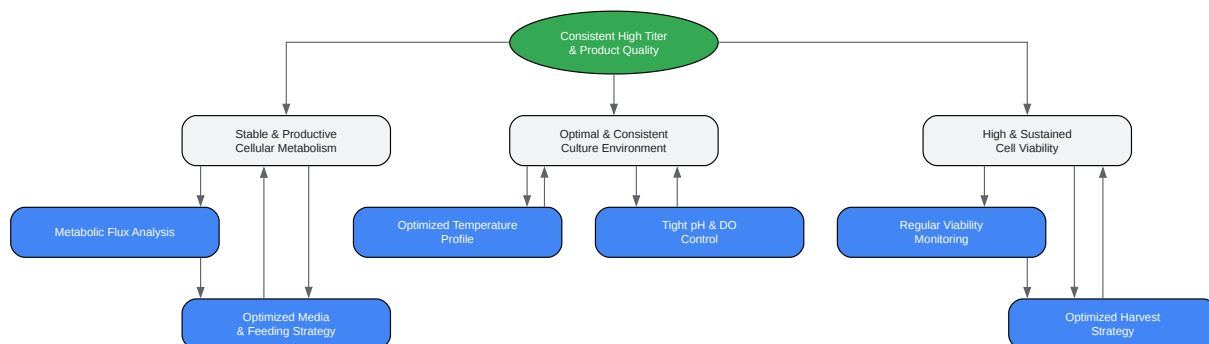 Consistent High Titer
& Product Quality
Stable & Productive
Cellular Metabolism
Optimal & Consistent
Culture Environment
High & Sustained
Cell Viability
Metabolic Flux Analysis
Optimized Temperature
Profile
Tight pH & DO
Control
Regular Viability
Monitoring
Optimized Media
& Feeding Strategy
Optimized Harvest
Strategy